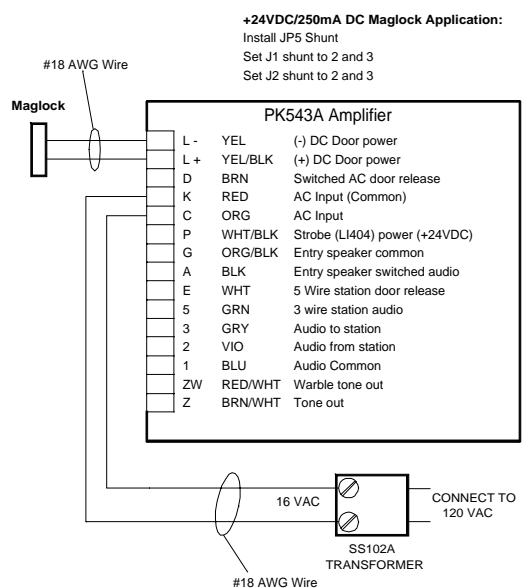 +24VDC/250mA DC Maglock Application:
Install JP5 Shunt
Set J1 shunt to 2 and 3
Set J2 shunt to 2 and 3
#18 AWG Wire
Maglock
PK543A Amplifier
L - YEL (-) DC Door power
L + YEL/BLK (+) DC Door power
D BRN Switched AC door release
K RED AC Input (Common)
C ORG AC Input
P WHT/BLK Strobe (LI404) power (+24VDC)
G ORG/BLK Entry speaker common
A BLK Entry speaker switched audio
E WHT 5 Wire station door release
5 GRN 3 wire station audio
3 GRY Audio to station
2 VIO Audio from station
1 BLU Audio Common
ZW RED/WHT Warble tone out
Z BRN/WHT Tone out
16 VAC
CONNECT TO
120 VAC
SS102A
TRANSFORMER
#18 AWG Wire